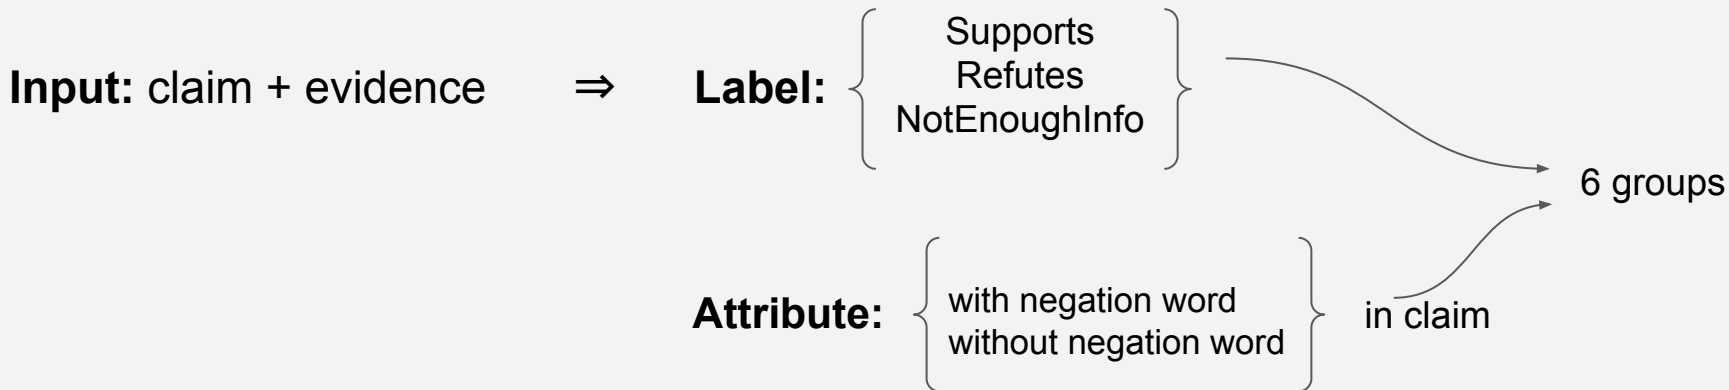 Input: claim + evidence ⇒ Label:
Supports
Refutes
NotEnoughInfo
6 groups
Attribute:
with negation word
without negation word
in claim